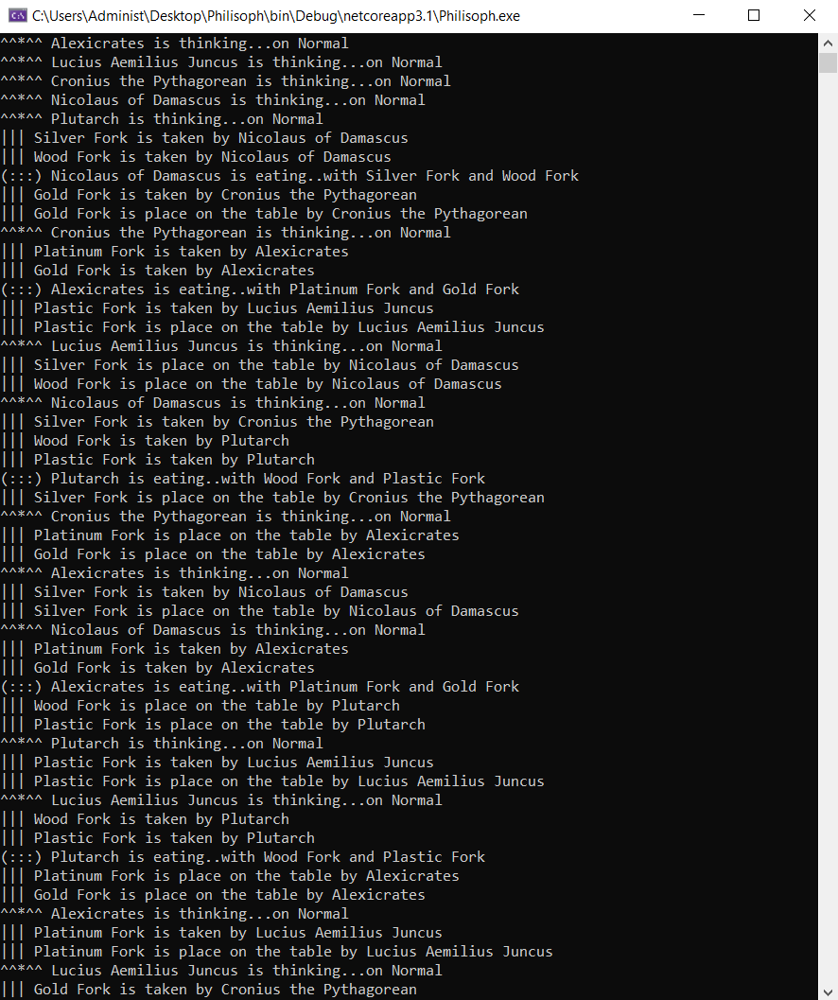 C:\Users\Administ\Desktop\Philisoph\bin\Debug\netcoreapp3.1\Philisoph.exe
^^*^^ Alexicrates is thinking...on Normal
^^*^^ Lucius Aemilius Juncus is thinking...on Normal
^^*^^ Cronius the Pythagorean is thinking...on Normal
^^*^^ Nicolaus of Damascus is thinking...on Normal
^^*^^ Plutarch is thinking...on Normal
||| Silver Fork is taken by Nicolaus of Damascus
||| Wood Fork is taken by Nicolaus of Damascus
(:::) Nicolaus of Damascus is eating..with Silver Fork and Wood Fork
||| Gold Fork is taken by Cronius the Pythagorean
||| Gold Fork is place on the table by Cronius the Pythagorean
^^*^^ Cronius the Pythagorean is thinking...on Normal
||| Platinum Fork is taken by Alexicrates
||| Gold Fork is taken by Alexicrates
(:::) Alexicrates is eating..with Platinum Fork and Gold Fork
||| Plastic Fork is taken by Lucius Aemilius Juncus
||| Plastic Fork is place on the table by Lucius Aemilius Juncus
^^*^^ Lucius Aemilius Juncus is thinking...on Normal
||| Silver Fork is place on the table by Nicolaus of Damascus
||| Wood Fork is place on the table by Nicolaus of Damascus
^^*^^ Nicolaus of Damascus is thinking...on Normal
||| Silver Fork is taken by Cronius the Pythagorean
||| Wood Fork is taken by Plutarch
||| Plastic Fork is taken by Plutarch
(:::) Plutarch is eating..with Wood Fork and Plastic Fork
||| Silver Fork is place on the table by Cronius the Pythagorean
^^*^^ Cronius the Pythagorean is thinking...on Normal
||| Platinum Fork is place on the table by Alexicrates
||| Gold Fork is place on the table by Alexicrates
^^*^^ Alexicrates is thinking...on Normal
||| Silver Fork is taken by Nicolaus of Damascus
||| Silver Fork is place on the table by Nicolaus of Damascus
^^*^^ Nicolaus of Damascus is thinking...on Normal
||| Platinum Fork is taken by Alexicrates
||| Gold Fork is taken by Alexicrates
(:::) Alexicrates is eating..with Platinum Fork and Gold Fork
||| Wood Fork is place on the table by Plutarch
||| Plastic Fork is place on the table by Plutarch
^^*^^ Plutarch is thinking...on Normal
||| Plastic Fork is taken by Lucius Aemilius Juncus
||| Plastic Fork is place on the table by Lucius Aemilius Juncus
^^*^^ Lucius Aemilius Juncus is thinking...on Normal
||| Wood Fork is taken by Plutarch
||| Plastic Fork is taken by Plutarch
(:::) Plutarch is eating..with Wood Fork and Plastic Fork
||| Platinum Fork is place on the table by Alexicrates
||| Gold Fork is place on the table by Alexicrates
^^*^^ Alexicrates is thinking...on Normal
||| Platinum Fork is taken by Lucius Aemilius Juncus
||| Platinum Fork is place on the table by Lucius Aemilius Juncus
^^*^^ Lucius Aemilius Juncus is thinking...on Normal
||| Gold Fork is taken by Cronius the Pythagorean